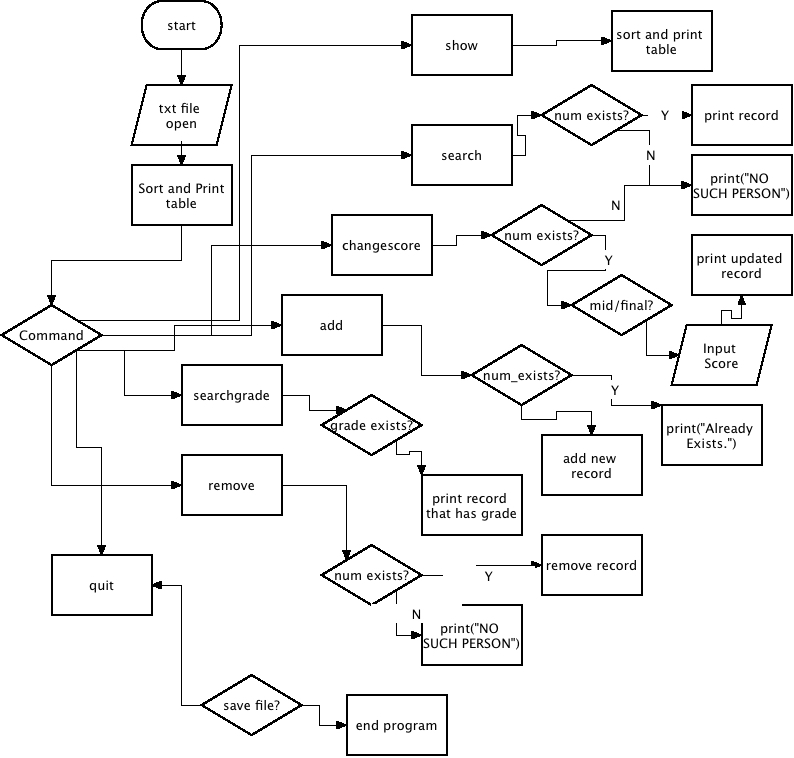 start
show
sort and print
table
txt file
open
num exists?
Y
print record
search
N
Sort and Print
table
print("NO
SUCH PERSON")
N
changescore
num exists?
Y
print updated
record
mid/final?
Command
add
Input
Score
num_exists?
Y
searchgrade
grade exists?
print("Already
Exists.")
add new
record
remove
print record
that has grade
num exists?
Y
remove record
quit
N
print("NO
SUCH PERSON")
save file?
end program